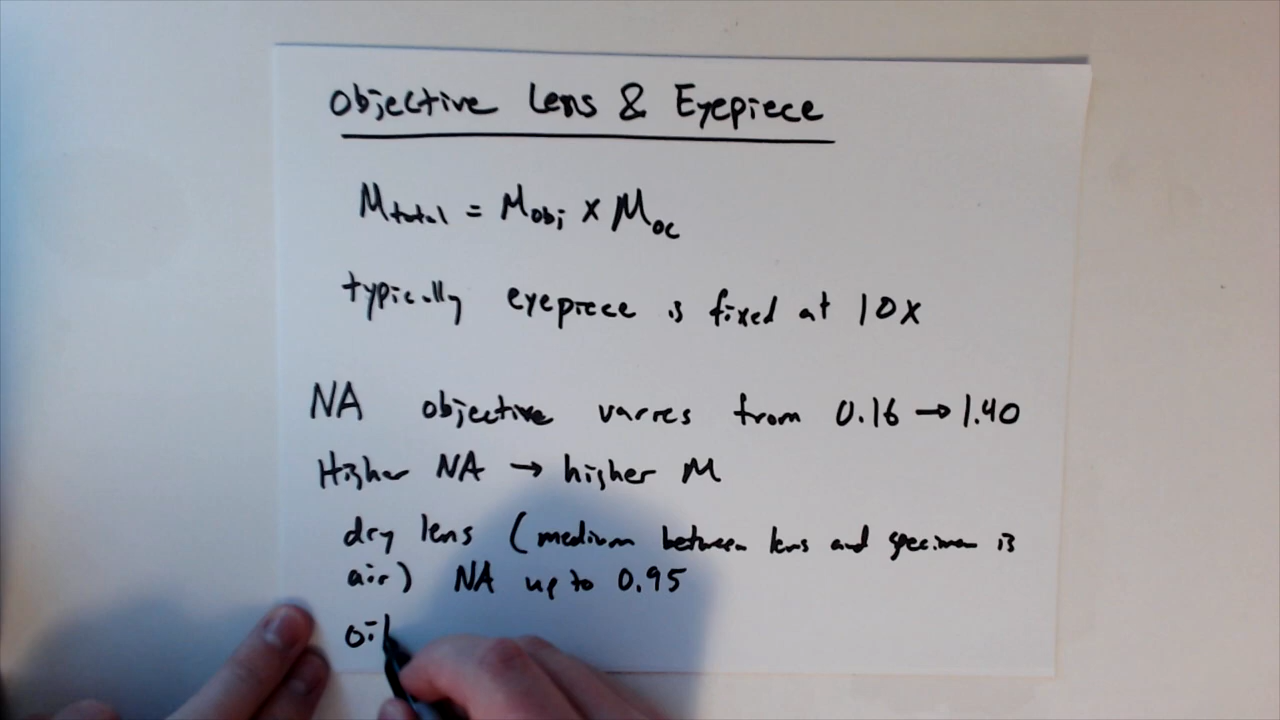 Objective Lens & Eyepiece
Mtotal = Mobj x Moc
typically eyepiece is fixed at 10x
NA objective varies from 0.16 → 1.40
Higher NA → higher M
dry lens (medium between lens and specimen is
air) NA up to 0.95
oil